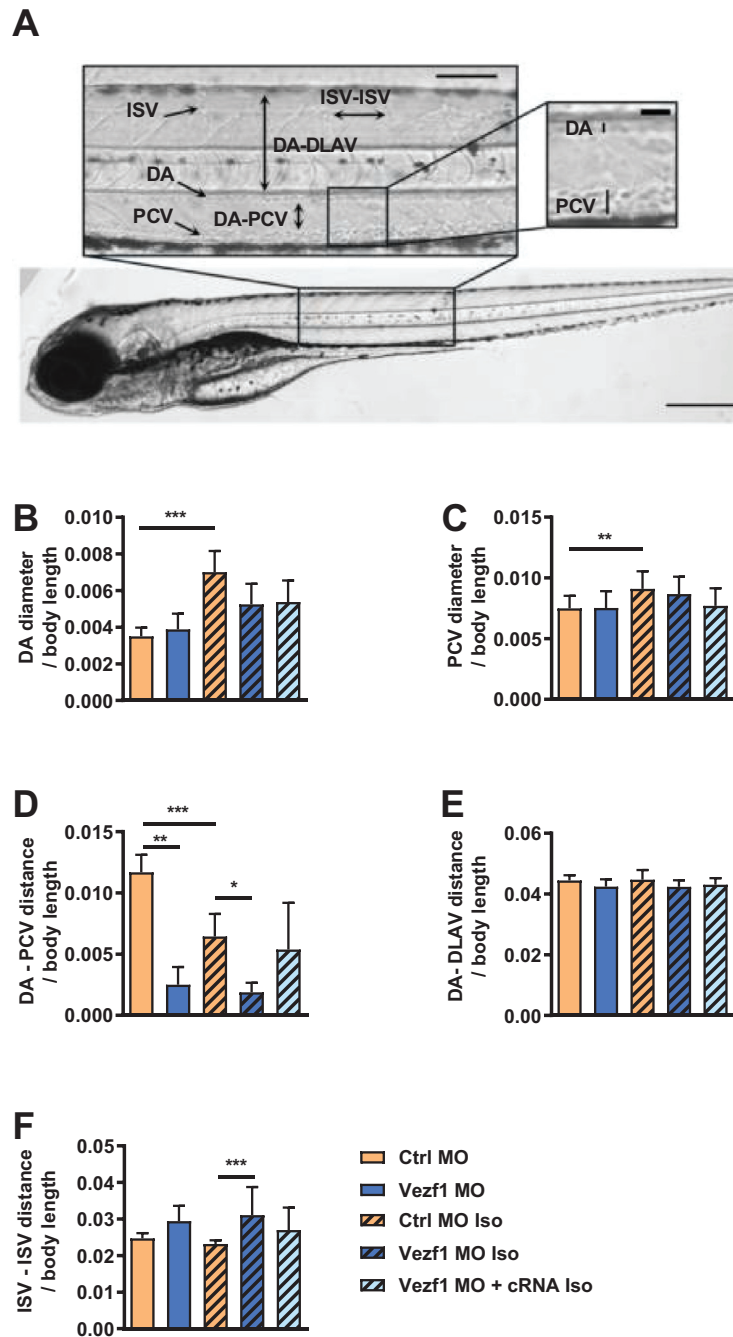 A
ISV
ISV-ISV
DA-DLAV
DA
PCV
DA-PCV
DA
PCV
B
***
DA diameter
/ body length
0.010
0.008
0.006
0.004
0.002
0.000
C
**
PCV diameter
/ body length
0.015
0.010
0.005
0.000
D
***
**
*
DA - PCV distance
/ body length
0.015
0.010
0.005
0.000
E
DA- DLAV distance
/ body length
0.06
0.04
0.02
0.00
F
***
ISV - ISV distance
/ body length
0.05
0.04
0.03
0.02
0.01
0.00
Ctrl MO
Vezf1 MO
Ctrl MO Iso
Vezf1 MO Iso
Vezf1 MO + cRNA Iso